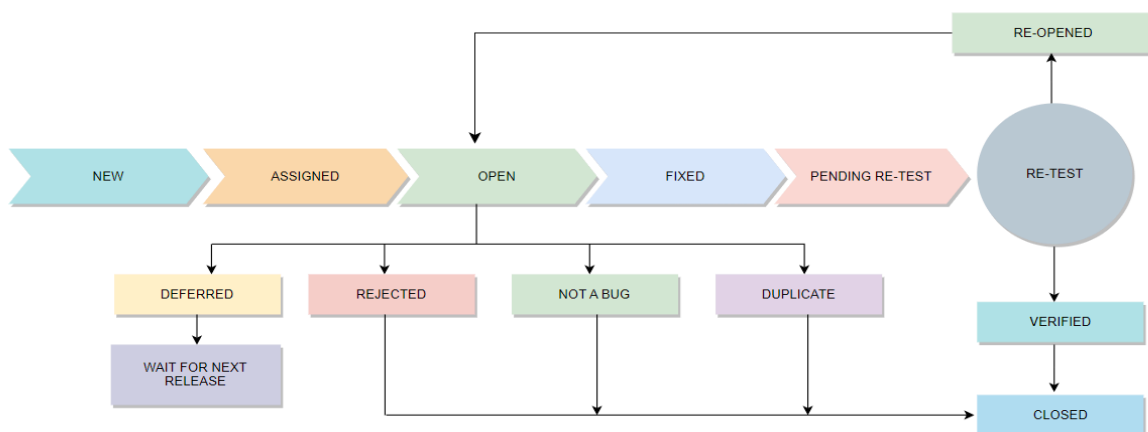 RE-OPENED
NEW
ASSIGNED
OPEN
FIXED
PENDING RE-TEST
RE-TEST
DEFERRED
REJECTED
NOT A BUG
DUPLICATE
VERIFIED
WAIT FOR NEXT
RELEASE
CLOSED